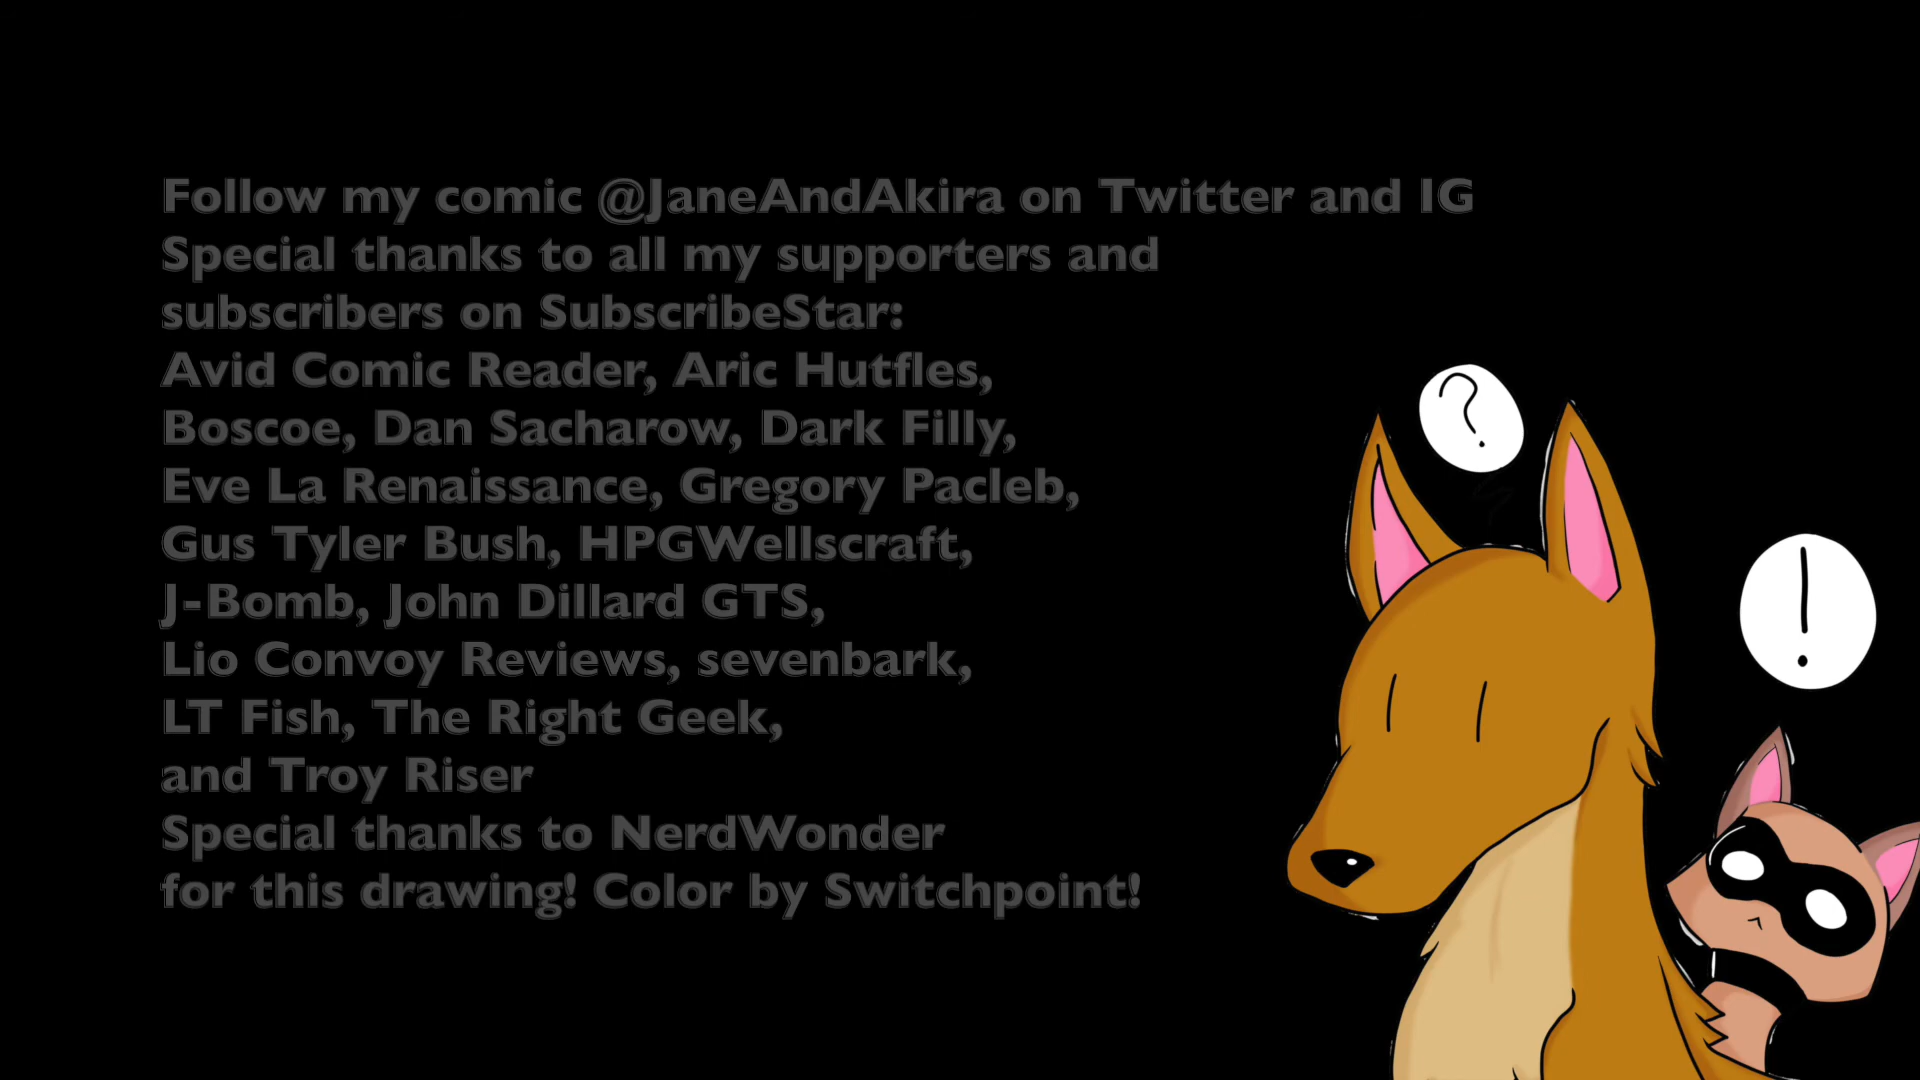 Follow my comic @JaneAndAkira on Twitter and IG
Special thanks to all my supporters and
subscribers on SubscribeStar:
Avid Comic Reader, Aric Hutfles,
Boscoe, Dan Sacharow, Dark Filly,
Eve La Renaissance, Gregory Pacleb,
Gus Tyler Bush, HPGWellscraft,
J-Bomb, John Dillard GTS,
Lio Convoy Reviews, sevenbark,
LT Fish, The Right Geek,
and Troy Riser
Special thanks to NerdWonder
for this drawing! Color by Switchpoint!
?
!